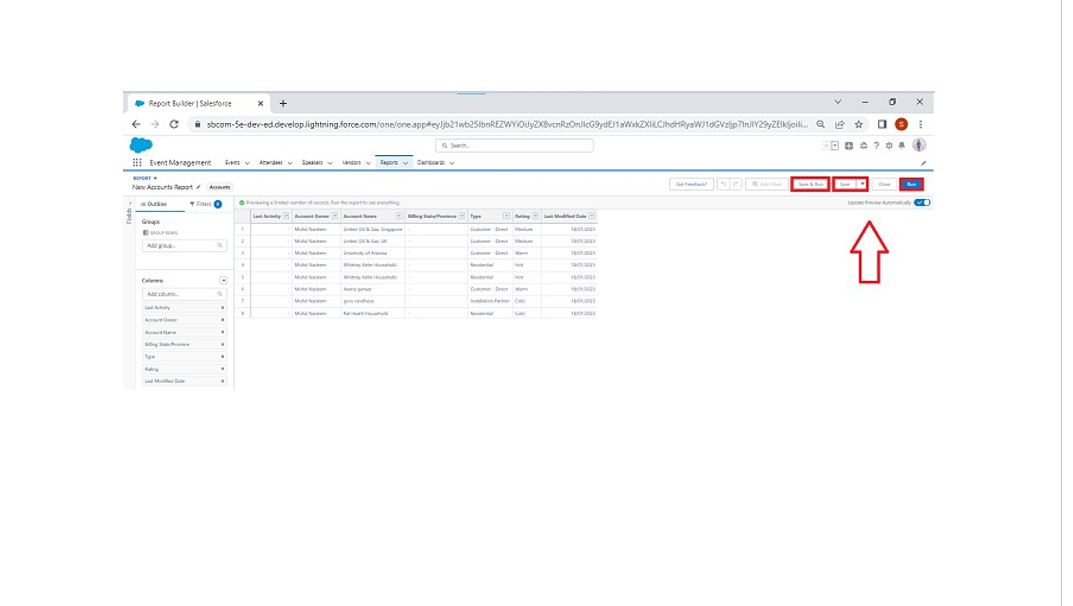 Report Builder | Salesforce
sbcom-5e-dev-ed.develop.lightning.force.com/one/one.app#
S
Search...
Event Management Events Attendees Speakers Vendors Reports Dashboards
REPORT
New Accounts Report Accounts
Got Feedback? Add Chart Save & Run Save Close Run
Fields
Outline Filters
Previewing a limited number of records. Run the report to see everything.
Update Preview Automatically
Groups
GROUP ROWS
Add group...
Columns
Add column...
Last Activity
Account Owner
Account Name
Billing State/Province
Type
Rating
Last Modified Date
Last Activity Account Owner Account Name Billing State/Province Type Rating Last Modified Date
1 - Mohd Nadeem United Oil & Gas, Singapore - Customer - Direct Medium 18/01/2023
2 - Mohd Nadeem United Oil & Gas, UK - Customer - Direct Medium 18/01/2023
3 - Mohd Nadeem University of Arizona - Customer - Direct Warm 18/01/2023
4 - Mohd Nadeem Whitney Kehn Household - Residential Hot 18/01/2023
5 - Mohd Nadeem Whitney Kehn Household - Residential Hot 18/01/2023
6 - Mohd Nadeem panwar - Customer - Direct Warm 18/01/2023
7 - Mohd Nadeem guru randhava - Installation Partner Cold 18/01/2023
8 - Mohd Nadeem Pat Heath Household - Residential Cold 18/01/2023